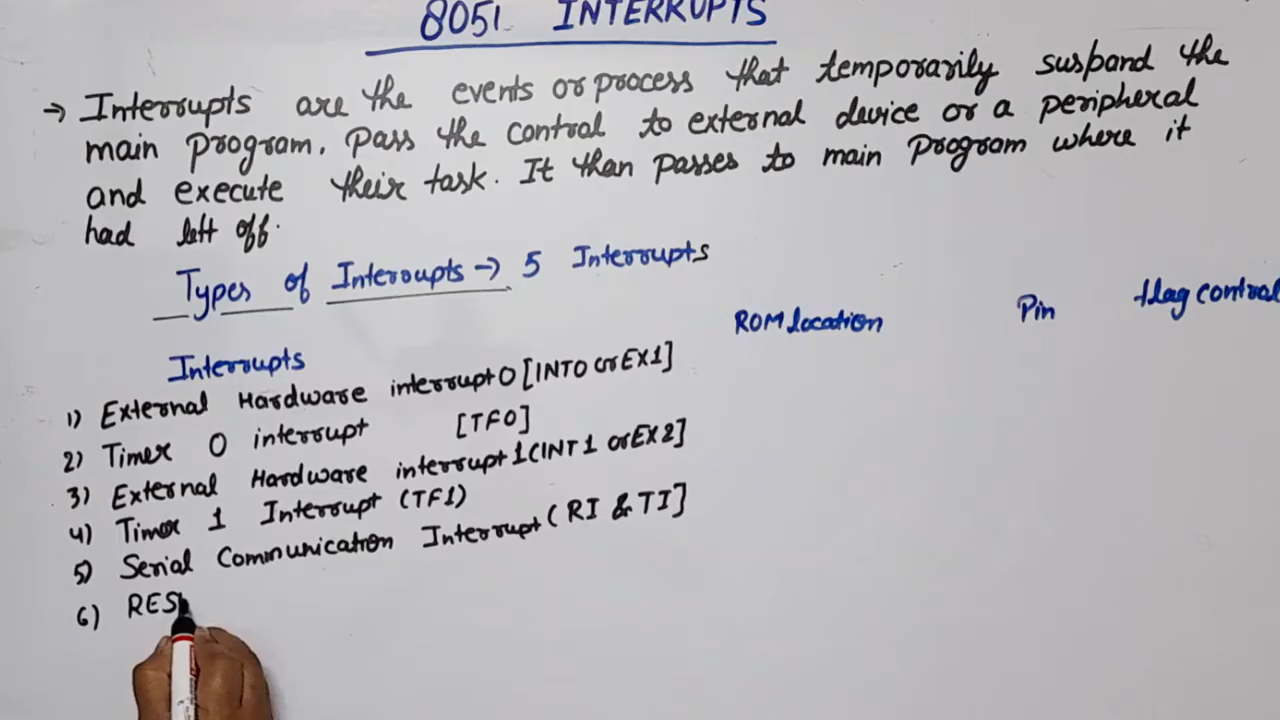 8051 INTERRUPTS
→ Interrupts are the events or process that temporarily suspand the
main program, pass the control to external device or a peripheral
and execute their task. It than passes to main program where it
had left off.
Types of Interoupts → 5 Interrupts
Interrupts ROM location Pin flag control
1) External Hardware interrupt 0 [INT0 or EX1]
2) Timer 0 interrupt [TF0]
3) External Hardware interrupt 1 (INT 1 or EX2]
4) Timer 1 Interrupt (TF1)
5) Serial Communication Interrupt (RI & TI]
6) RES